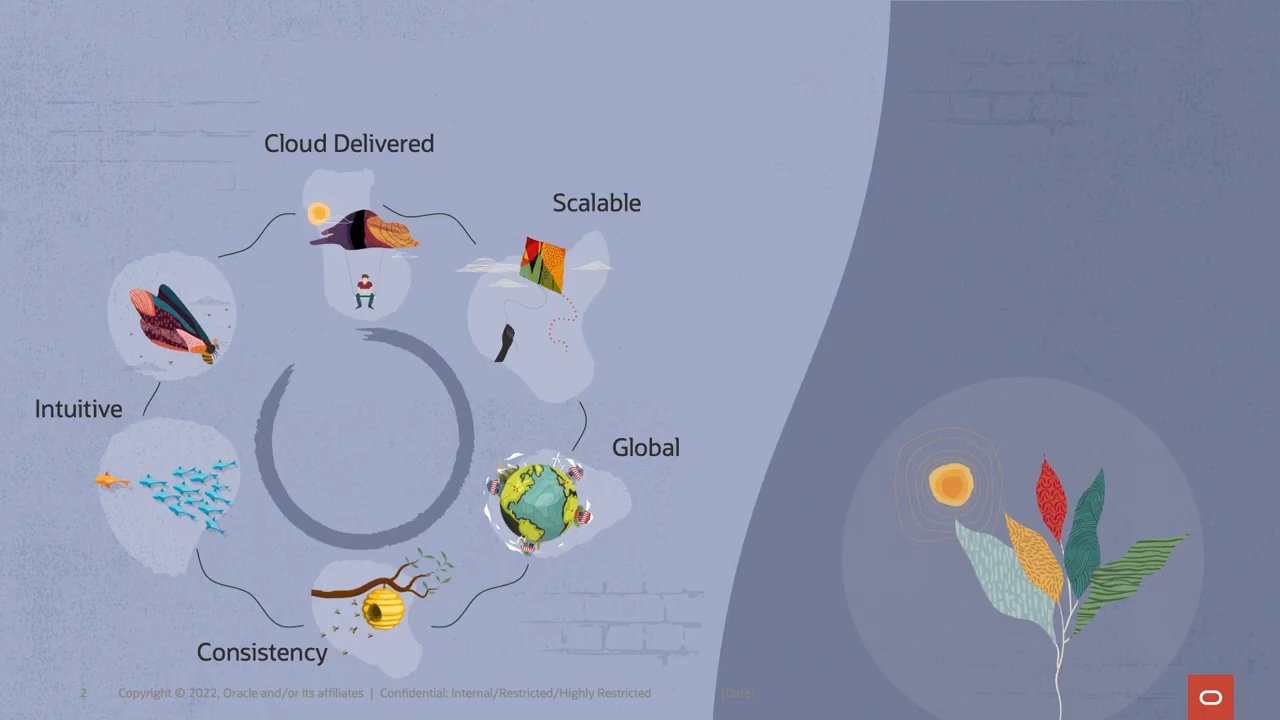 Cloud Delivered
Scalable
Intuitive
Global
Consistency
2 Copyright © 2022, Oracle and/or its affiliates | Confidential: Internal/Restricted/Highly Restricted [Date]